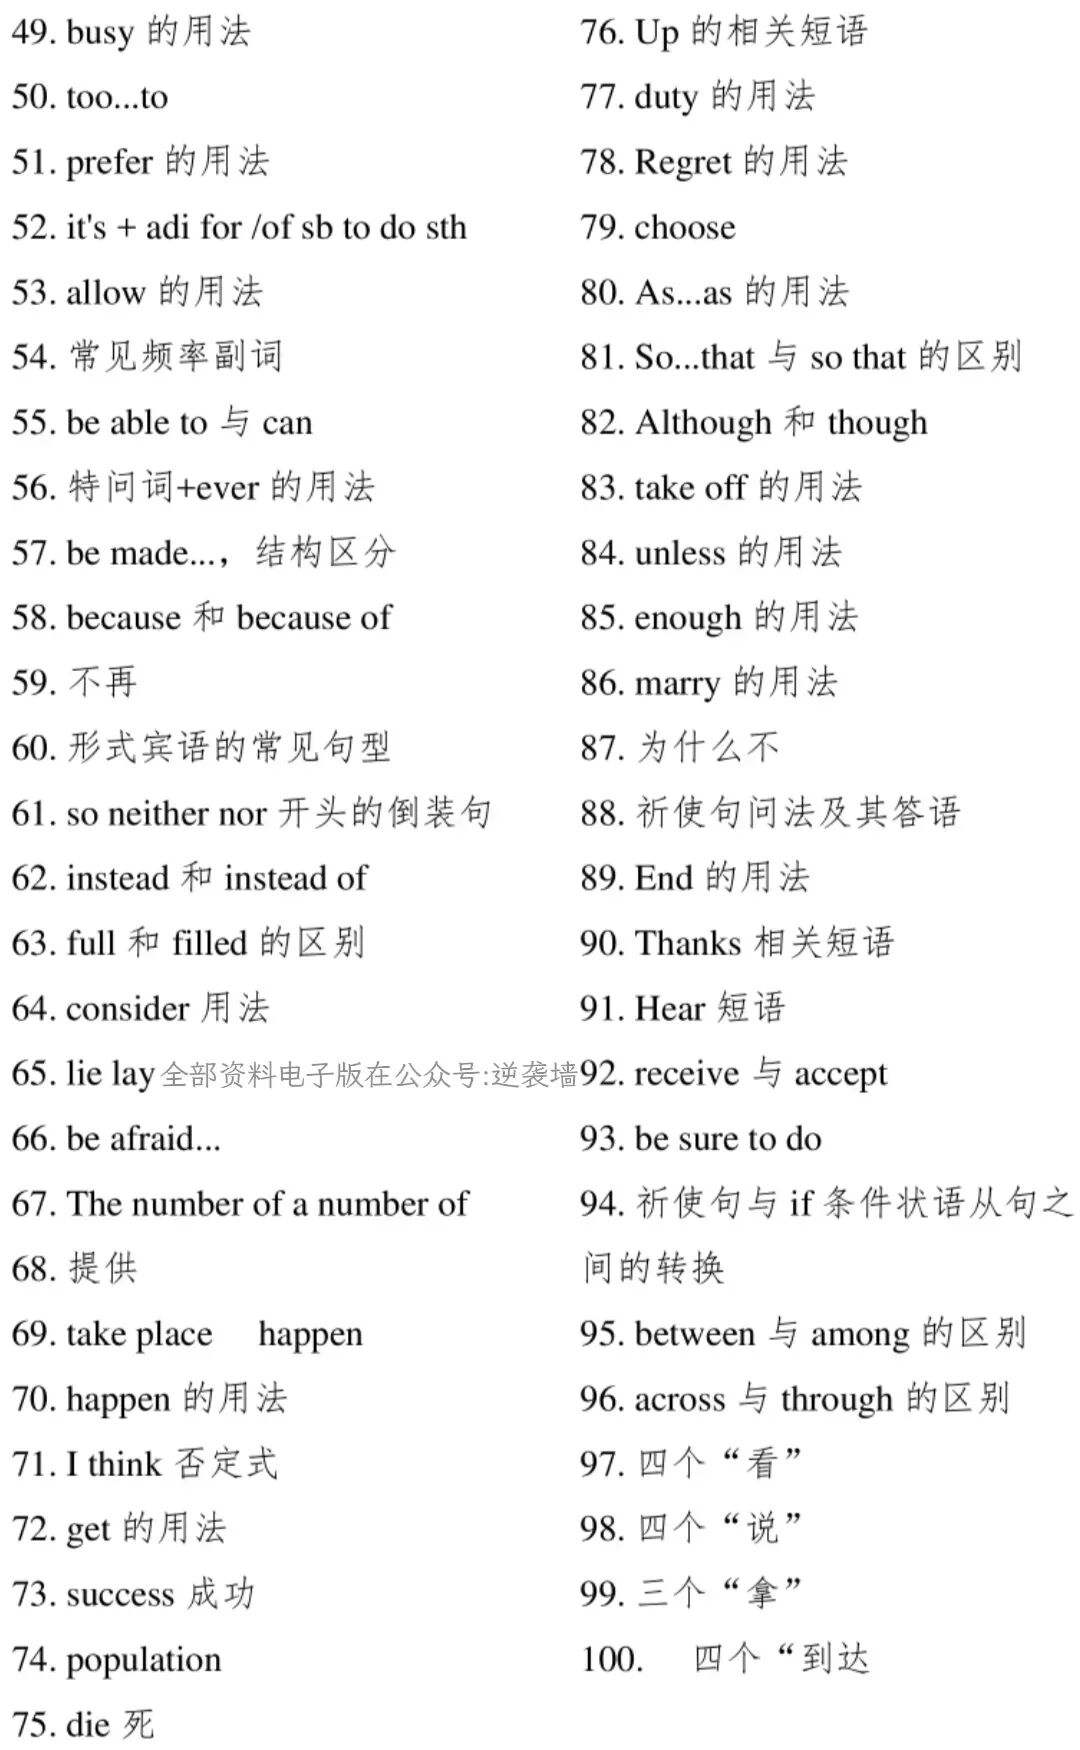 49. busy 的用法
50. too...to
51. prefer 的用法
52. it's + adi for /of sb to do sth
53. allow 的用法
54. 常见频率副词
55. be able to 与 can
56. 特问词+ever 的用法
57. be made...，结构区分
58. because 和 because of
59. 不再
60. 形式宾语的常见句型
61. so neither nor 开头的倒装句
62. instead 和 instead of
63. full 和 filled 的区别
64. consider 用法
65. lie lay
全部资料电子版在公众号:逆袭墙
66. be afraid...
67. The number of a number of
68. 提供
69. take place happen
70. happen 的用法
71. I think 否定式
72. get 的用法
73. success 成功
74. population
75. die 死
76. Up 的相关短语
77. duty 的用法
78. Regret 的用法
79. choose
80. As...as 的用法
81. So...that 与 so that 的区别
82. Although 和 though
83. take off 的用法
84. unless 的用法
85. enough 的用法
86. marry 的用法
87. 为什么不
88. 祈使句问法及其答语
89. End 的用法
90. Thanks 相关短语
91. Hear 短语
92. receive 与 accept
93. be sure to do
94. 祈使句与 if 条件状语从句之
间的转换
95. between 与 among 的区别
96. across 与 through 的区别
97. 四个“看”
98. 四个“说”
99. 三个“拿”
100. 四个“到达